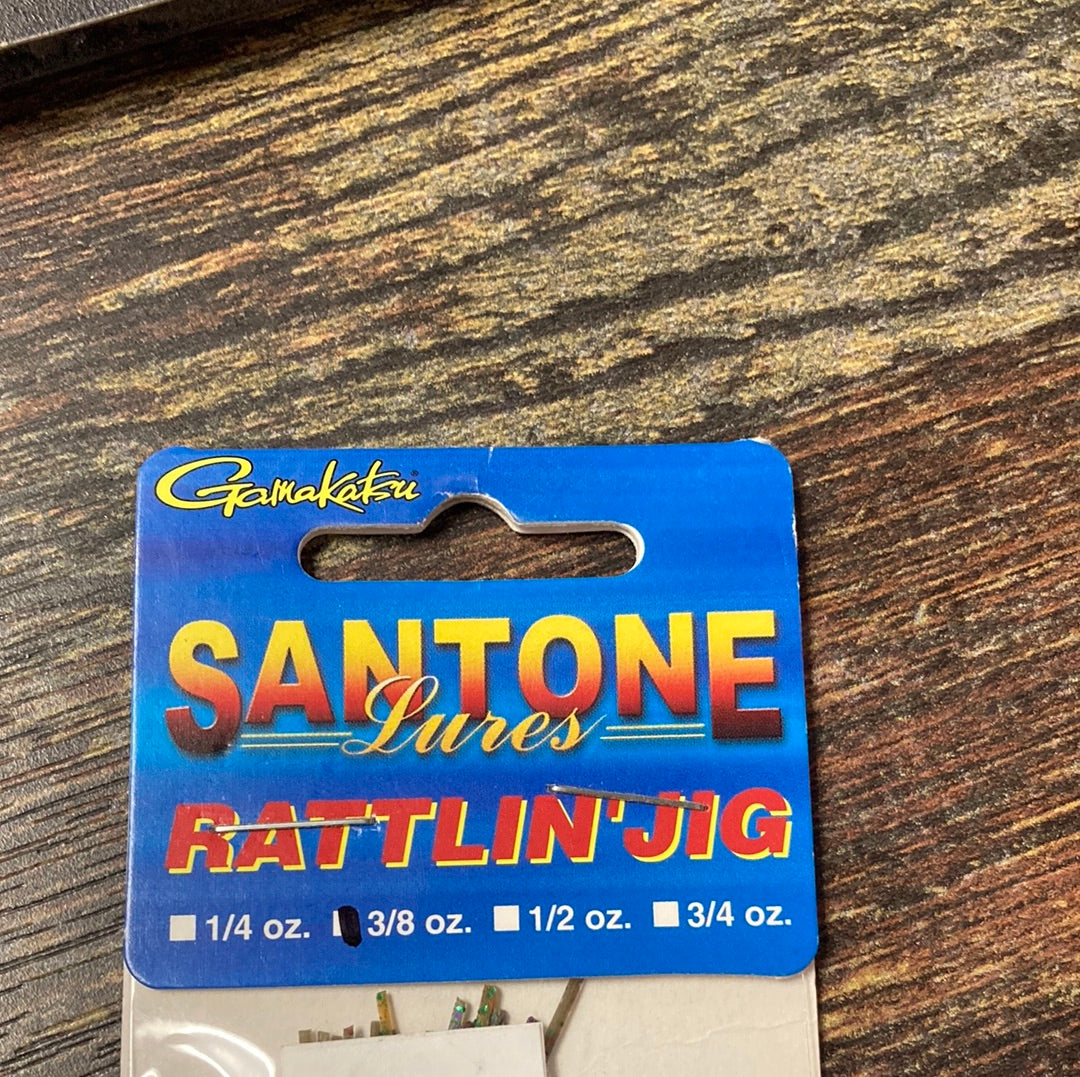 Gamakatsu®
SANTONE
Lures
RATTLIN' JIG
1/4 oz. 3/8 oz. 1/2 oz. 3/4 oz.